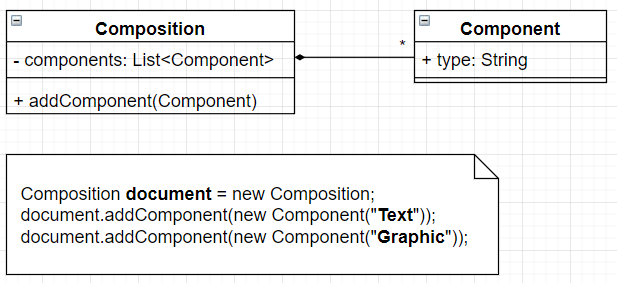 Composition
- components: List<Component>
+ addComponent(Component)
*
Component
+ type: String
Composition document = new Composition;
document.addComponent(new Component("Text"));
document.addComponent(new Component("Graphic"));